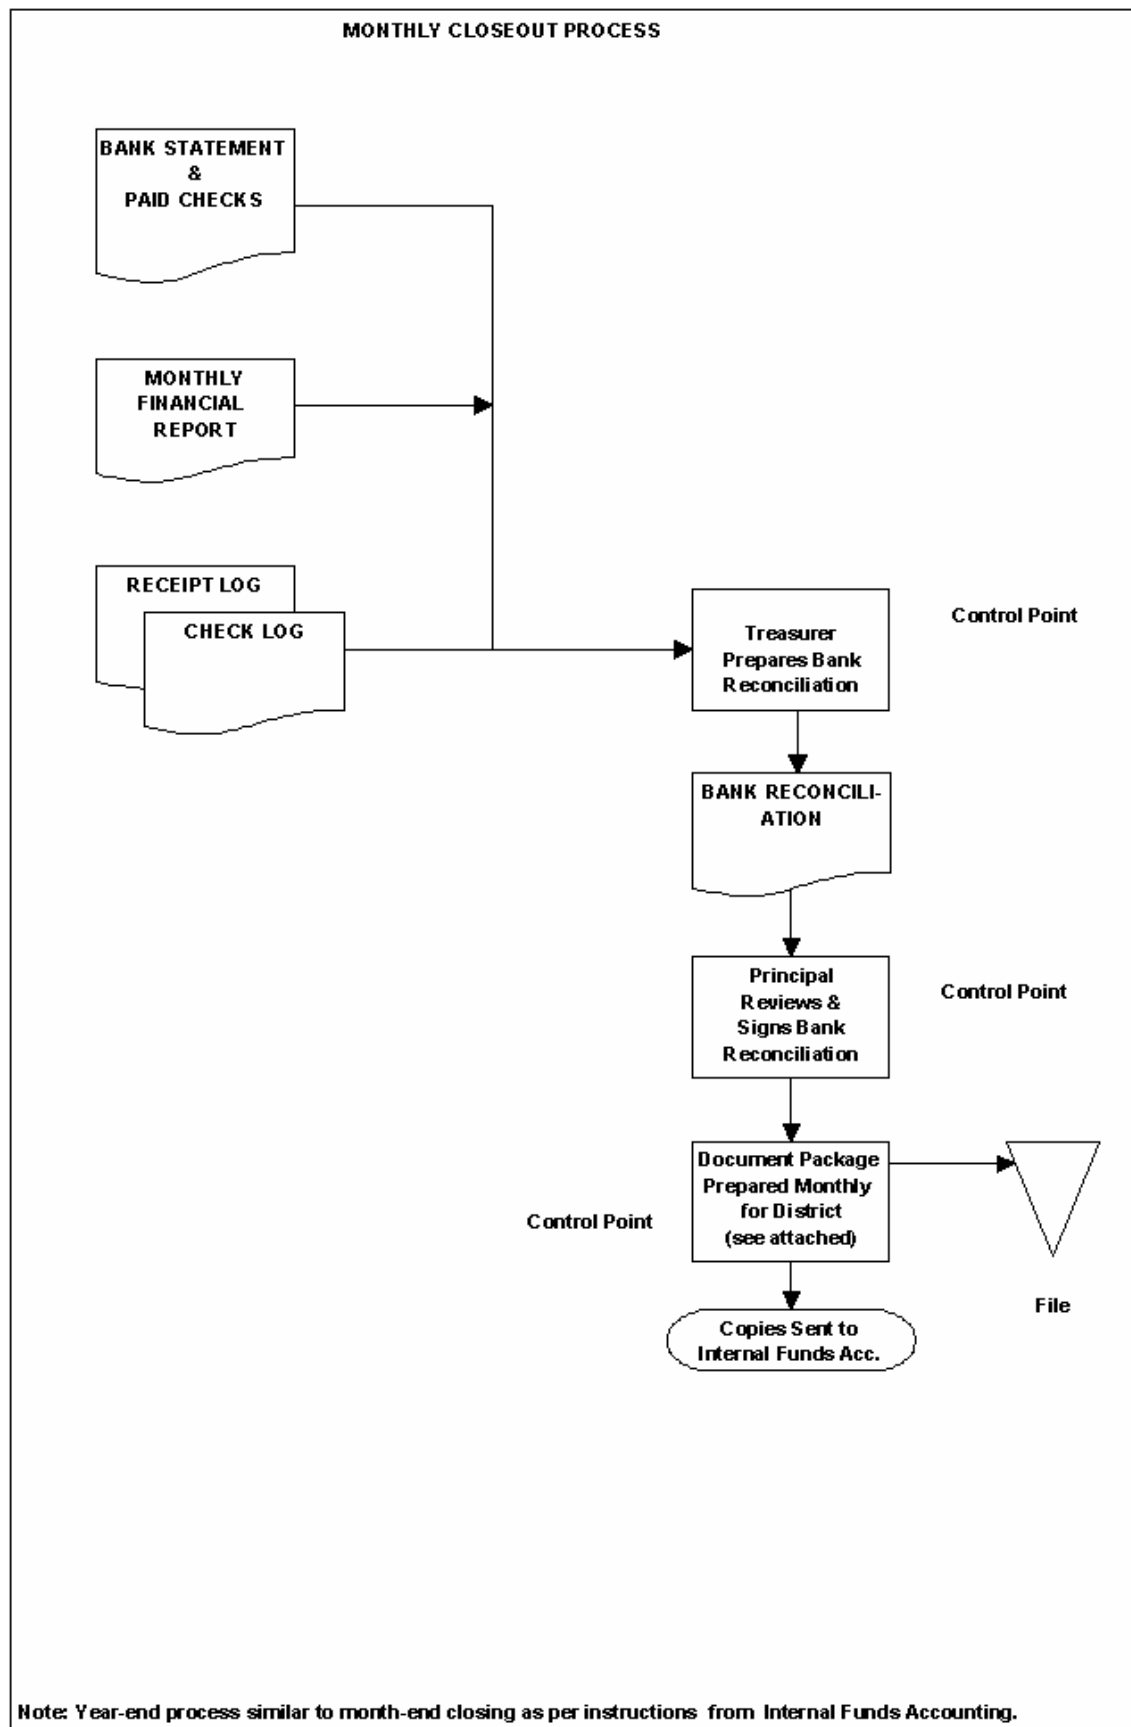 MONTHLY CLOSEOUT PROCESS
BANK STATEMENT
&
PAID CHECKS
MONTHLY
FINANCIAL
REPORT
RECEIPT LOG
CHECK LOG
Treasurer
Prepares Bank
Reconciliation
Control Point
BANK RECONCILI-
ATION
Principal
Reviews &
Signs Bank
Reconciliation
Control Point
Document Package
Prepared Monthly
for District
(see attached)
Control Point
File
Copies Sent to
Internal Funds Acc.
Note: Year-end process similar to month-end closing as per instructions from Internal Funds Accounting.